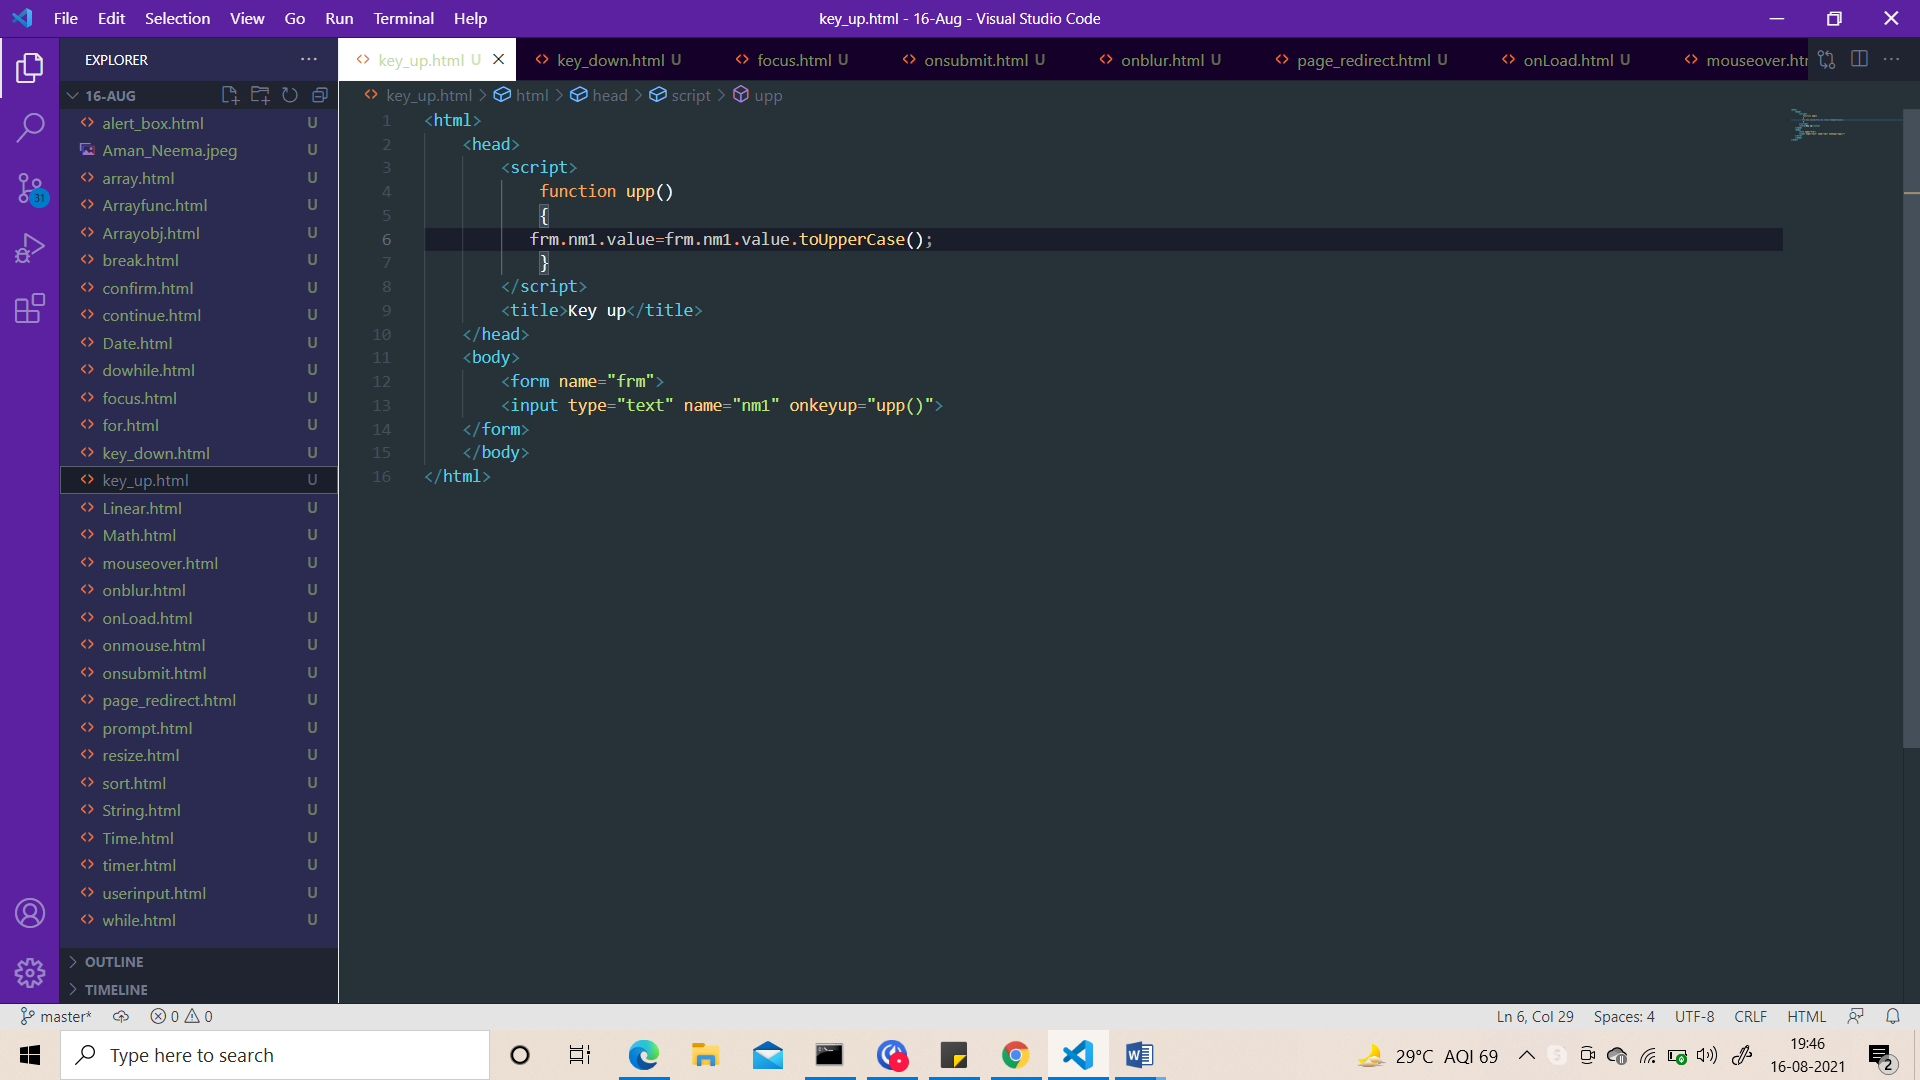 File Edit Selection View Go Run Terminal Help
key_up.html - 16-Aug - Visual Studio Code
EXPLORER
key_up.html U
key_down.html U
focus.html U
onsubmit.html U
onblur.html U
page_redirect.html U
onLoad.html U
mouseover.htr
16-AUG
key_up.html > html > head > script > upp
alert_box.html U
Aman_Neema.jpeg U
array.html U
Arrayfunc.html U
Arrayobj.html U
break.html U
confirm.html U
continue.html U
Date.html U
dowhile.html U
focus.html U
for.html U
key_down.html U
key_up.html U
Linear.html U
Math.html U
mouseover.html U
onblur.html U
onLoad.html U
onmouse.html U
onsubmit.html U
page_redirect.html U
prompt.html U
resize.html U
sort.html U
String.html U
Time.html U
timer.html U
userinput.html U
while.html U
OUTLINE
TIMELINE
31
1 <html>
2 <head>
3 <script>
4 function upp()
5 {
6 frm.nm1.value=frm.nm1.value.toUpperCase();
7 }
8 </script>
9 <title>Key up</title>
10 </head>
11 <body>
12 <form name="frm">
13 <input type="text" name="nm1" onkeyup="upp()">
14 </form>
15 </body>
16 </html>
master* 0 0
Ln 6, Col 29 Spaces: 4 UTF-8 CRLF HTML
Type here to search
29°C AQI 69
19:46
16-08-2021
2